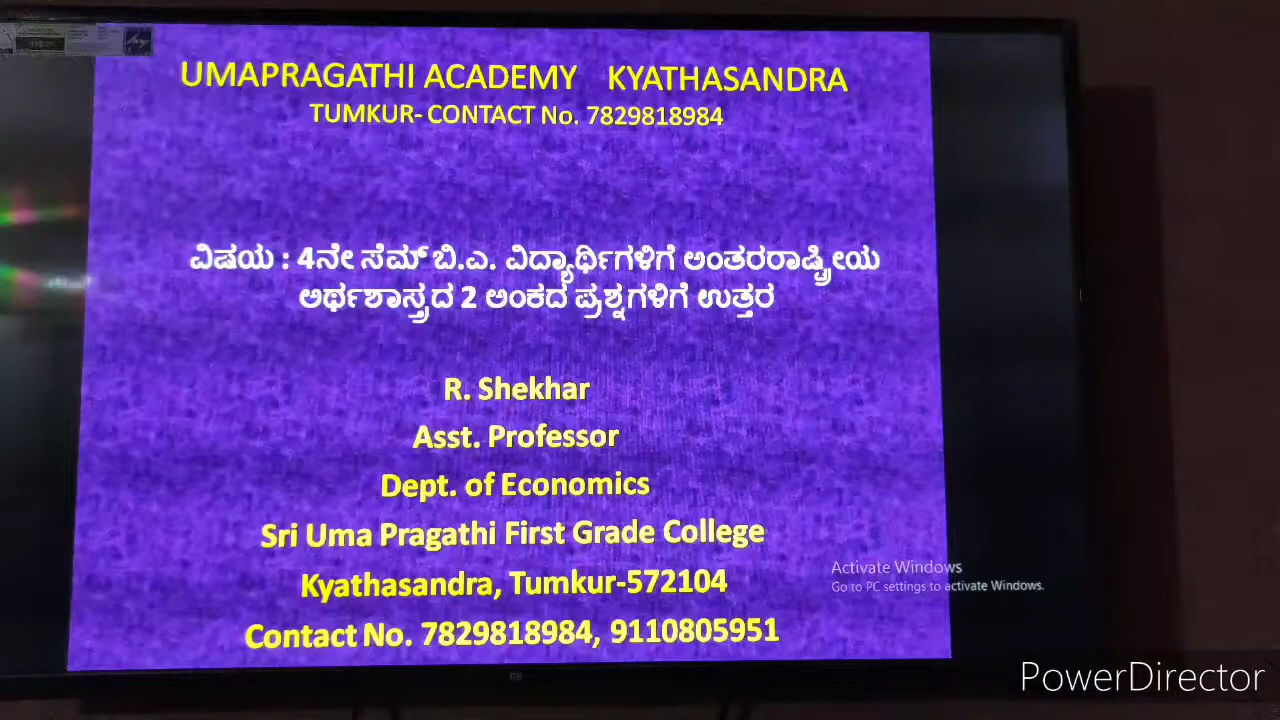 UMAPRAGATHI ACADEMY KYATHASANDRA
TUMKUR- CONTACT No. 7829818984
ವಿಷಯ : 4ನೇ ಸೆಮ್ ಬಿ.ಎ. ವಿದ್ಯಾರ್ಥಿಗಳಿಗೆ ಅಂತರರಾಷ್ಟ್ರೀಯ
ಅರ್ಥಶಾಸ್ತ್ರದ 2 ಅಂಕದ ಪ್ರಶ್ನಗಳಿಗೆ ಉತ್ತರ
R. Shekhar
Asst. Professor
Dept. of Economics
Sri Uma Pragathi First Grade College
Kyathasandra, Tumkur-572104
Contact No. 7829818984, 9110805951
Activate Windows
Go to PC settings to activate Windows.
PowerDirector